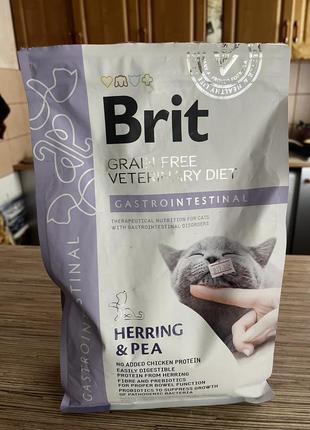 Brit
GRAIN FREE
VETERINARY DIET
GASTROINTESTINAL
THERAPEUTICAL NUTRITION FOR CATS
WITH GASTROINTESTINAL DISORDERS
GASTROINTESTINAL
HERRING
& PEA
NO ADDED CHICKEN PROTEIN
EASILY DIGESTIBLE
PROTEIN FROM HERRING
FIBRE AND PREBIOTICS
FOR PROPER BOWEL FUNCTION
PROBIOTICS TO SUPPRESS GROWTH
OF PATHOGENIC BACTERIA